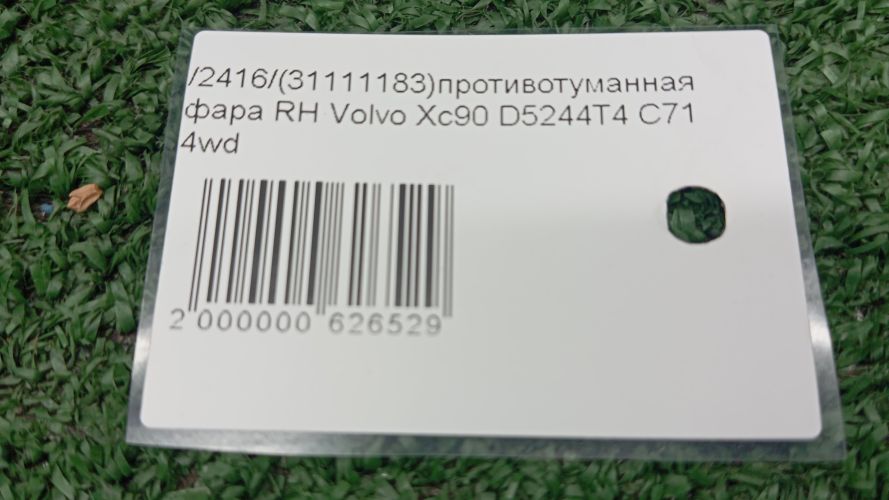 /2416/(31111183)противотуманная
фара RH Volvo Xc90 D5244T4 C71
4wd
2 000000 626529